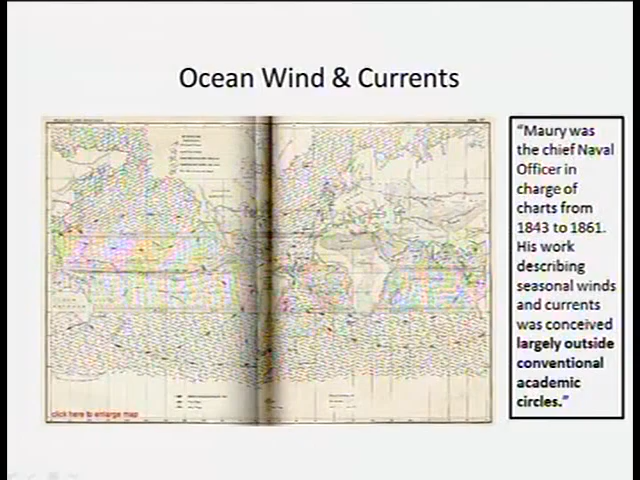 Ocean Wind & Currents
"Maury was
the chief Naval
Officer in
charge of
charts from
1843 to 1861.
His work
describing
seasonal winds
and currents
was conceived
largely outside
conventional
academic
circles."
click here to enlarge map